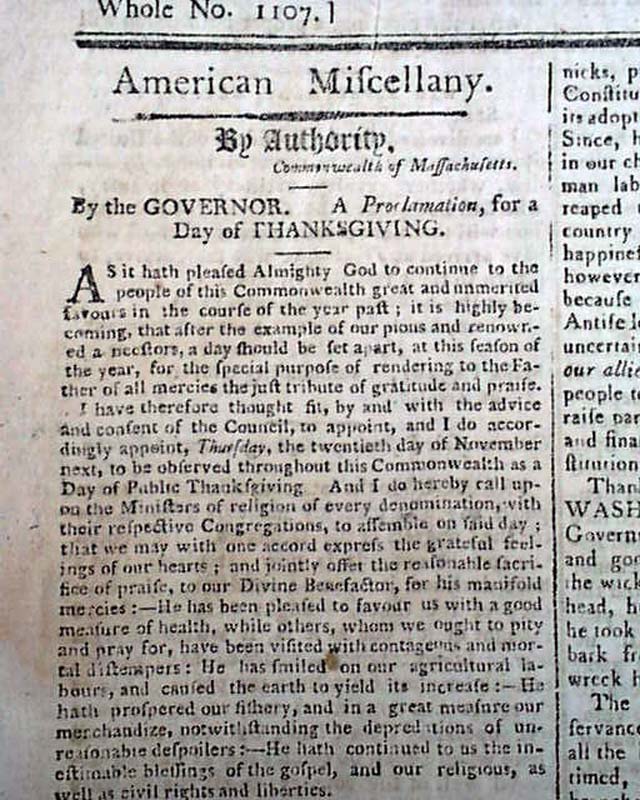 Whole No. 1107.]
American Miſcellany.
By Authority.
Commonwealth of Maſſachuſetts.
By the GOVERNOR. A Proclamation, for a
Day of THANKSGIVING.
AS it hath pleaſed Almighty God to continue to the
people of this Commonwealth great and unmerited
favours in the courſe of the year paſt ; it is highly be-
coming, that after the example of our pious and renown-
ed anceſtors, a day ſhould be ſet apart, at this ſeaſon of
the year, for the ſpecial purpoſe of rendering to the Fa-
ther of all mercies the juſt tribute of gratitude and praiſe.
I have therefore thought fit, by and with the advice
and conſent of the Council, to appoint, and I do accor-
dingly appoint, Thurſday, the twentieth day of November
next, to be obſerved throughout this Commonwealth as a
Day of Public Thankſgiving And I do hereby call up-
on the Miniſters of religion of every denomination, with
their reſpective Congregations, to aſſemble on ſaid day ;
that we may with one accord expreſs the grateful feel-
ings of our hearts ; and jointly offer the reaſonable ſacri-
fice of praiſe, to our Divine Benefactor, for his manifold
mercies :—He has been pleaſed to favour us with a good
meaſure of health, while others, whom we ought to pity
and pray for, have been viſited with contageous and mor-
tal diſtempers : He has ſmiled on our agricultural la-
bours, and cauſed the earth to yield its increaſe :—He
hath proſpered our fiſhery, and in a great meaſure our
merchandize, notwithſtanding the depredations of un-
reaſonable deſpoilers :—He hath continued to us the in-
eſtimable bleſſings of the goſpel, and our religious, as
well as civil rights and liberties.
nicks, p
Conſtitu
its adopt
Since, h
in our ch
man lab
reaped
country
happineſ
however
becauſe
Antiſe
uncertain
our allie
people to
raiſe par
and fina
ſtitution
Thank
WASH
Govern
and goo
the wick
head, h
he took
bark fr
wreck h
The
ſervance
all the
timed,